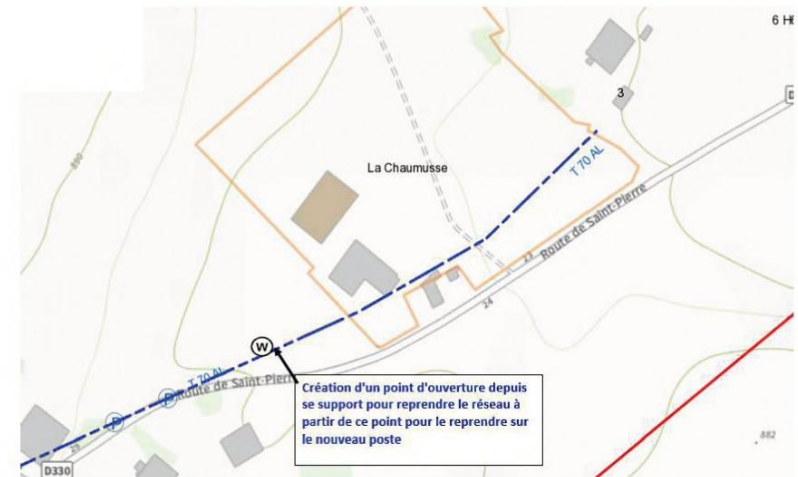 6 H
3
D
890
La Chaumusse
T 70 AL
23
Route de Saint-Pierre
24
W
T 70 AL
Route de Saint-Pierre
P
P
Création d'un point d'ouverture depuis
se support pour reprendre le réseau à
partir de ce point pour le reprendre sur
le nouveau poste
29
D330
882